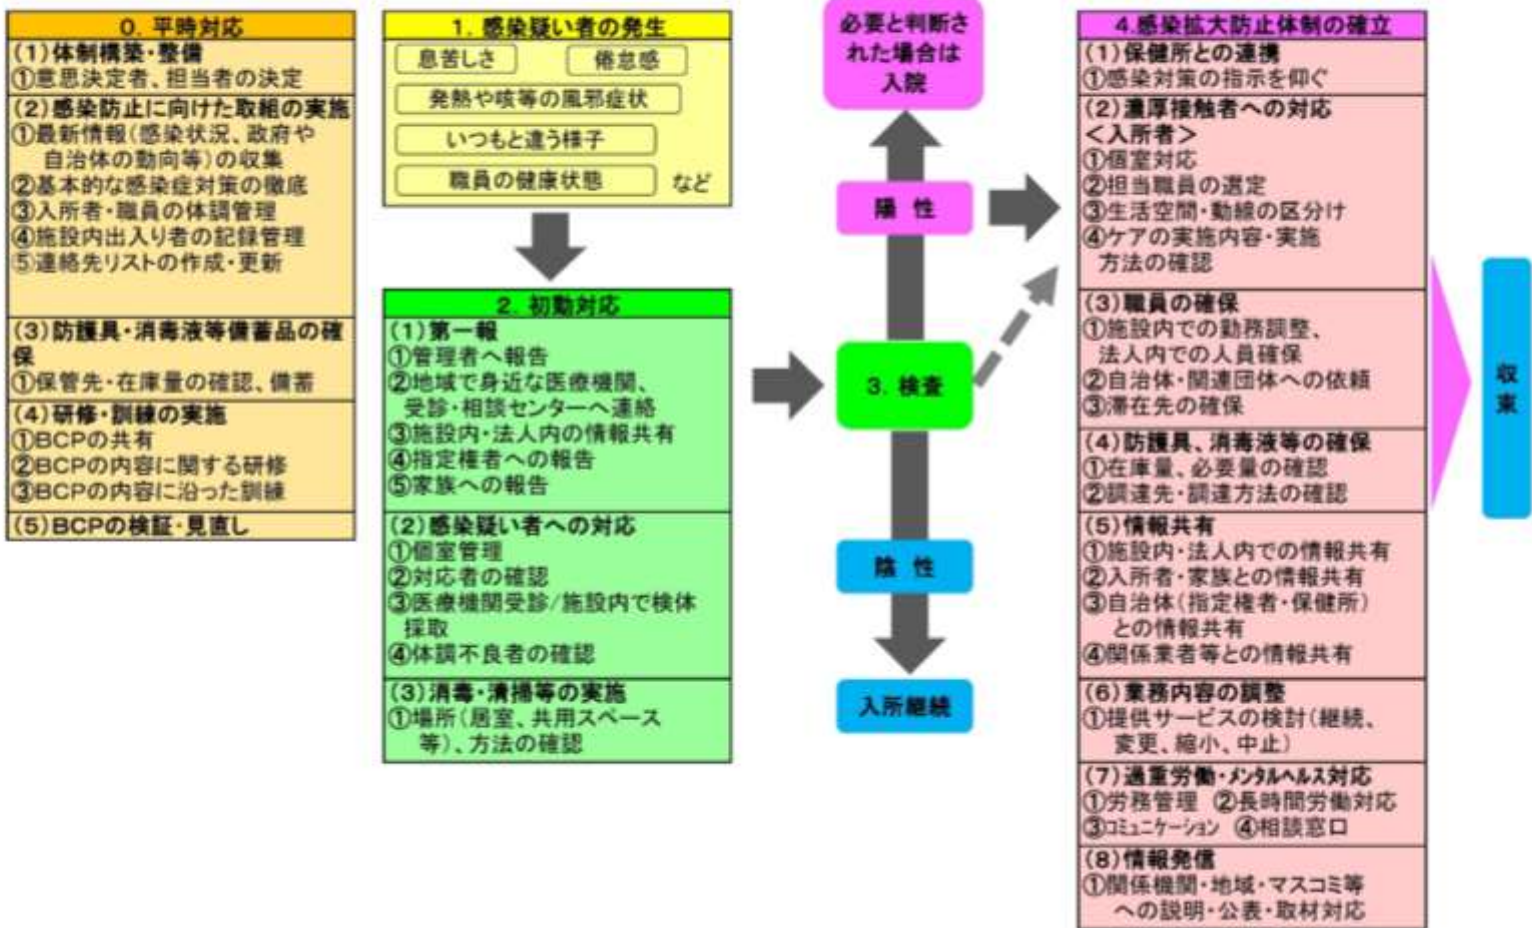 0. 平時対応
(1)体制構築・整備
①意思決定者、担当者の決定
(2)感染防止に向けた取組の実施
①最新情報(感染状況、政府や
自治体の動向等)の収集
②基本的な感染症対策の徹底
③入所者・職員の体調管理
④施設内出入り者の記録管理
⑤連絡先リストの作成・更新
(3)防護具・消毒液等備蓄品の確
保
①保管先・在庫量の確認、備蓄
(4)研修・訓練の実施
①BCPの共有
②BCPの内容に関する研修
③BCPの内容に沿った訓練
(5)BCPの検証・見直し
1. 感染疑い者の発生
息苦しさ
倦怠感
発熱や咳等の風邪症状
いつもと違う様子
職員の健康状態
など
2. 初動対応
(1)第一報
①管理者へ報告
②地域で身近な医療機関、
受診・相談センターへ連絡
③施設内・法人内の情報共有
④指定権者への報告
⑤家族への報告
(2)感染疑い者への対応
①個室管理
②対応者の確認
③医療機関受診/施設内で検体
採取
④体調不良者の確認
(3)消毒・清掃等の実施
①場所(居室、共用スペース
等)、方法の確認
必要と判断さ
れた場合は
入院
陽 性
3. 検査
陰 性
入所継続
4.感染拡大防止体制の確立
(1)保健所との連携
①感染対策の指示を仰ぐ
(2)濃厚接触者への対応
＜入所者＞
①個室対応
②担当職員の選定
③生活空間・動線の区分け
④ケアの実施内容・実施
方法の確認
(3)職員の確保
①施設内での勤務調整、
法人内での人員確保
②自治体・関連団体への依頼
③滞在先の確保
(4)防護具、消毒液等の確保
①在庫量、必要量の確認
②調達先・調達方法の確認
(5)情報共有
①施設内・法人内での情報共有
②入所者・家族との情報共有
③自治体(指定権者・保健所)
との情報共有
④関係業者等との情報共有
(6)業務内容の調整
①提供サービスの検討(継続、
変更、縮小、中止)
(7)過重労働・ﾒﾝﾀﾙﾍﾙｽ対応
①労務管理 ②長時間労働対応
③ｺﾐｭﾆｹｰｼｮﾝ ④相談窓口
(8)情報発信
①関係機関・地域・マスコミ等
への説明・公表・取材対応
収
束